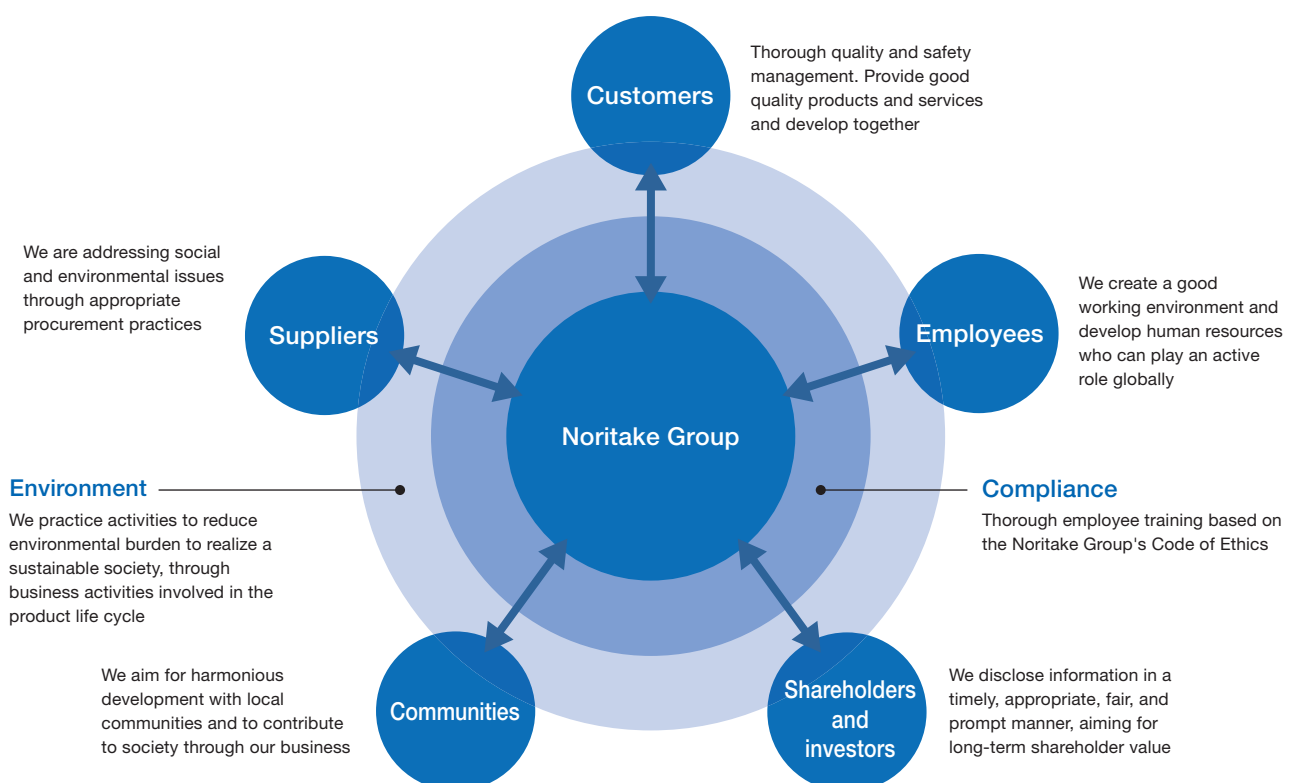 Customers
Thorough quality and safety
management. Provide good
quality products and services
and develop together
We are addressing social
and environmental issues
through appropriate
procurement practices
Suppliers
Employees
We create a good
working environment and
develop human resources
who can play an active
role globally
Noritake Group
Environment
We practice activities to reduce
environmental burden to realize a
sustainable society, through
business activities involved in the
product life cycle
Compliance
Thorough employee training based on
the Noritake Group's Code of Ethics
We aim for harmonious
development with local
communities and to contribute
to society through our business
Communities
Shareholders
and
investors
We disclose information in a
timely, appropriate, fair, and
prompt manner, aiming for
long-term shareholder value